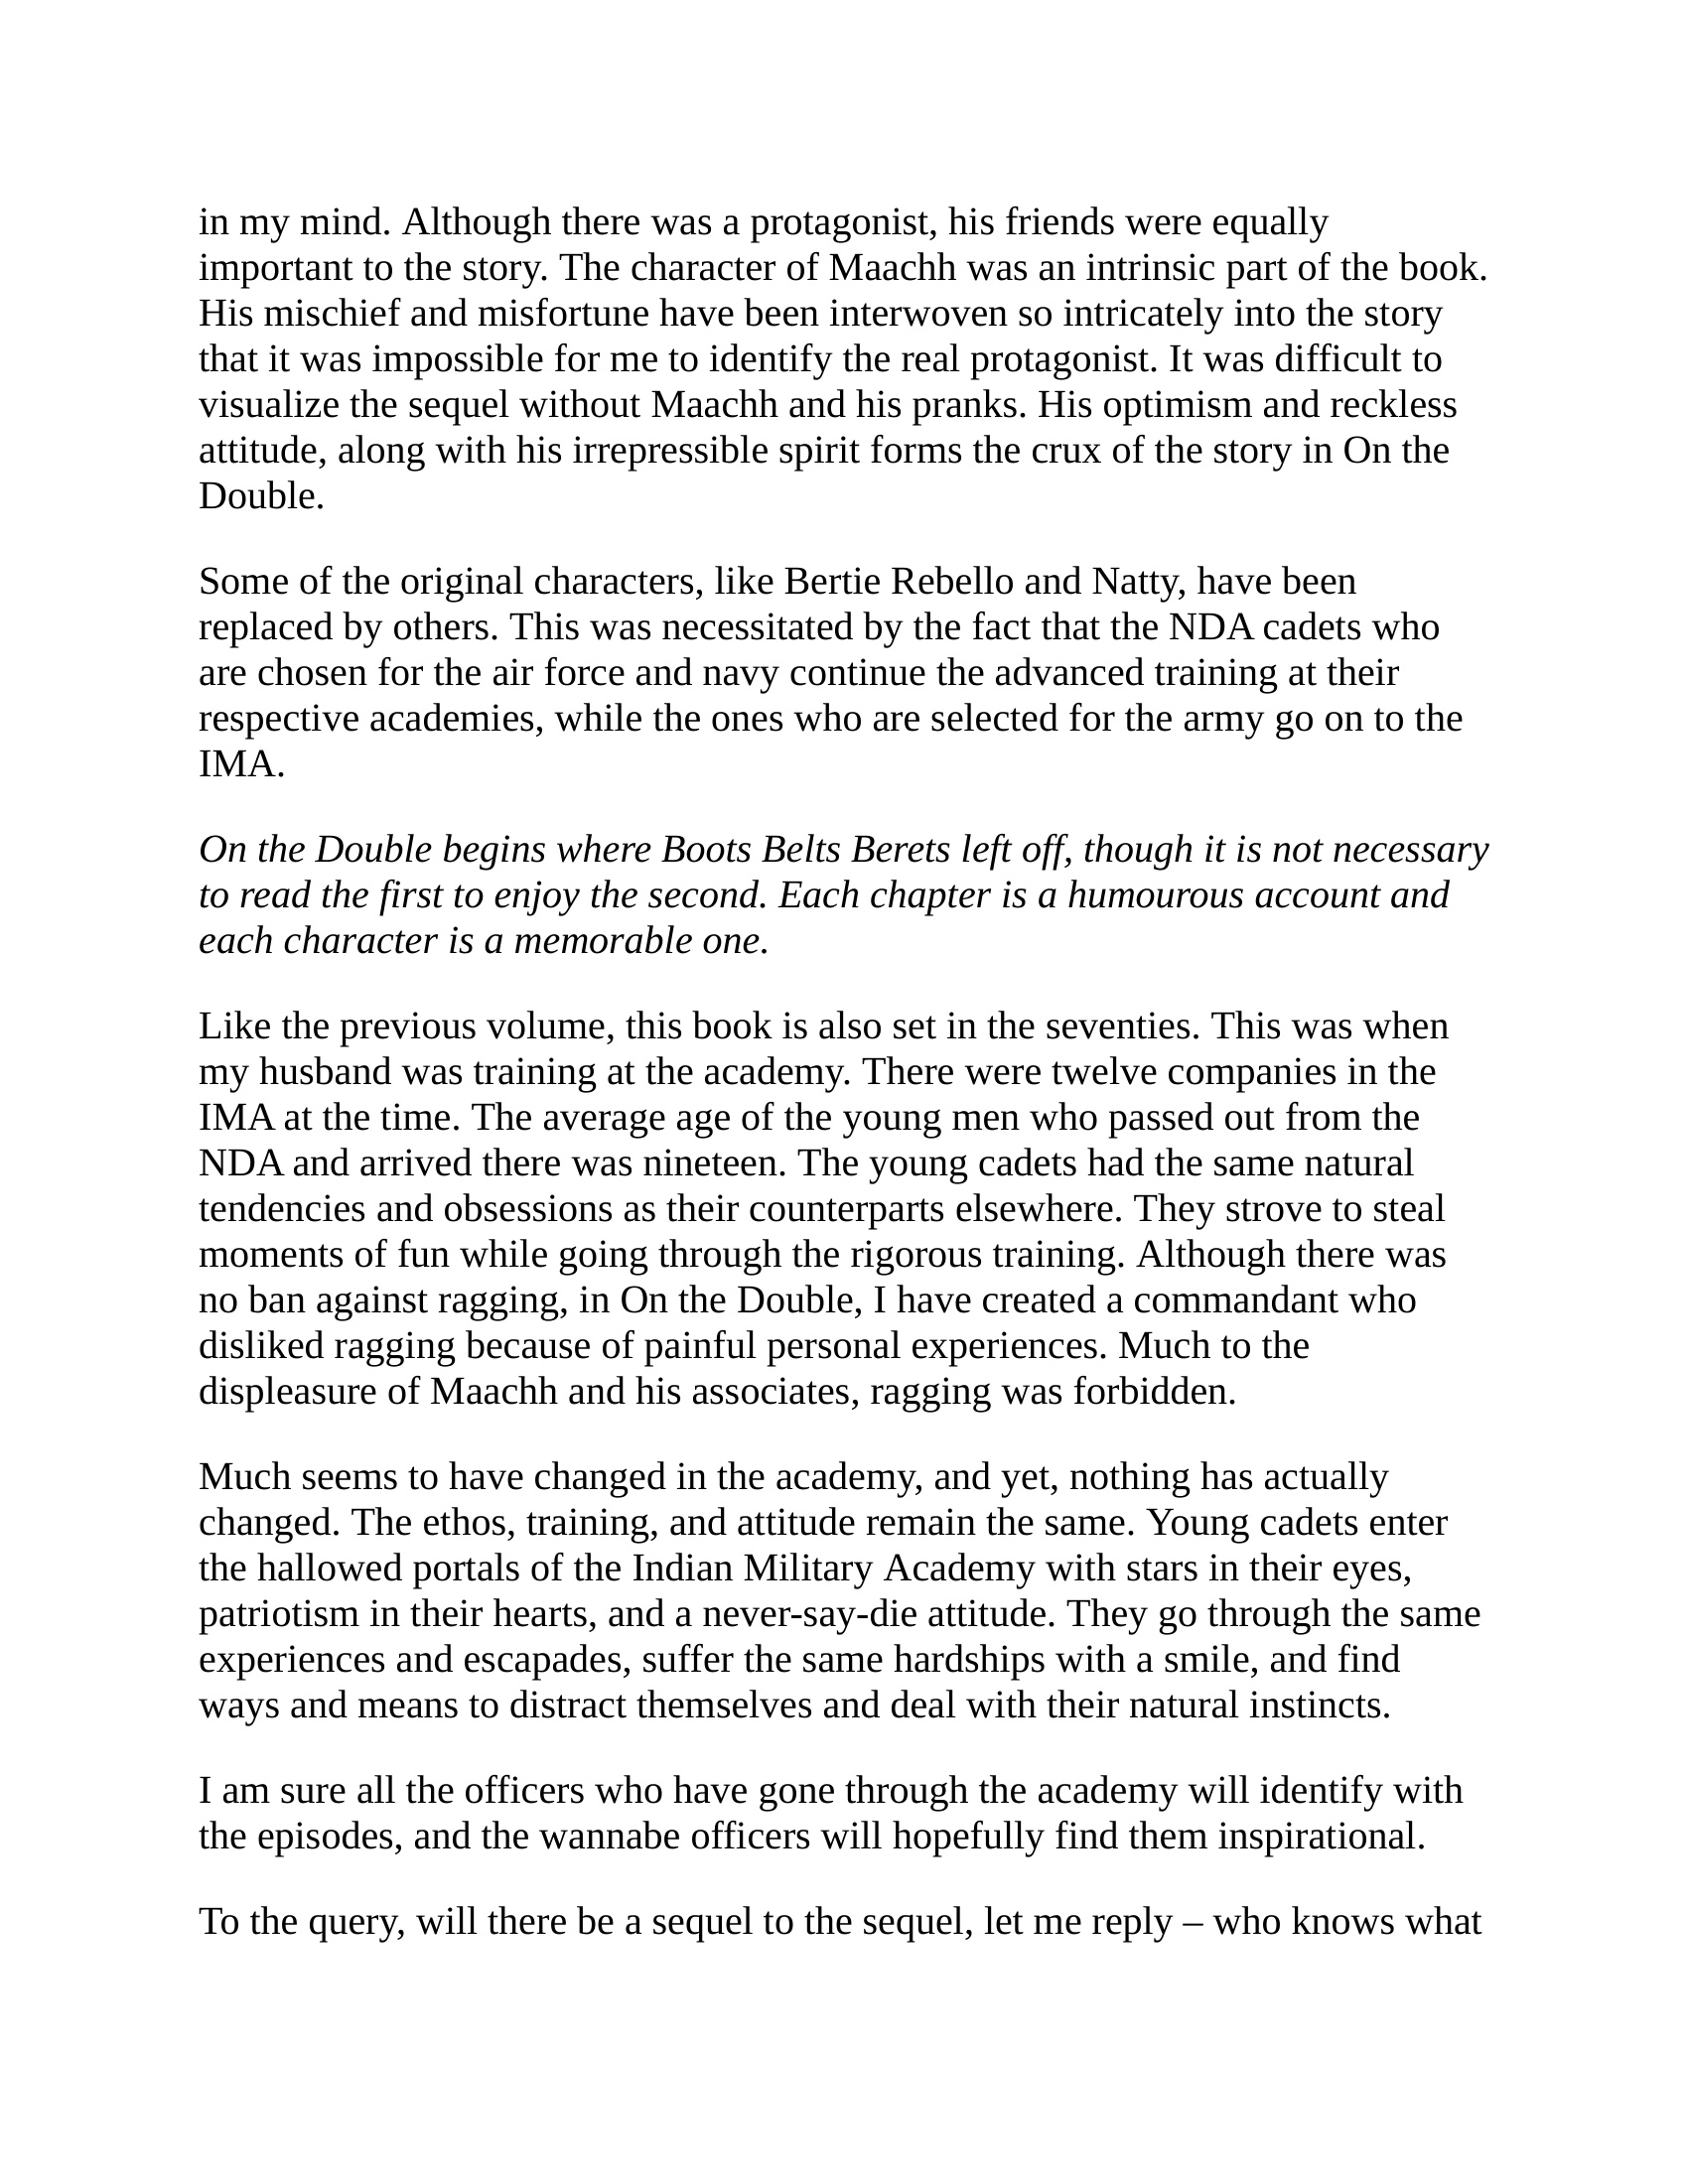 in my mind. Although there was a protagonist, his friends were equally
important to the story. The character of Maachh was an intrinsic part of the book.
His mischief and misfortune have been interwoven so intricately into the story
that it was impossible for me to identify the real protagonist. It was difficult to
visualize the sequel without Maachh and his pranks. His optimism and reckless
attitude, along with his irrepressible spirit forms the crux of the story in On the
Double.
Some of the original characters, like Bertie Rebello and Natty, have been
replaced by others. This was necessitated by the fact that the NDA cadets who
are chosen for the air force and navy continue the advanced training at their
respective academies, while the ones who are selected for the army go on to the
IMA.
On the Double begins where Boots Belts Berets left off, though it is not necessary
to read the first to enjoy the second. Each chapter is a humourous account and
each character is a memorable one.
Like the previous volume, this book is also set in the seventies. This was when
my husband was training at the academy. There were twelve companies in the
IMA at the time. The average age of the young men who passed out from the
NDA and arrived there was nineteen. The young cadets had the same natural
tendencies and obsessions as their counterparts elsewhere. They strove to steal
moments of fun while going through the rigorous training. Although there was
no ban against ragging, in On the Double, I have created a commandant who
disliked ragging because of painful personal experiences. Much to the
displeasure of Maachh and his associates, ragging was forbidden.
Much seems to have changed in the academy, and yet, nothing has actually
changed. The ethos, training, and attitude remain the same. Young cadets enter
the hallowed portals of the Indian Military Academy with stars in their eyes,
patriotism in their hearts, and a never-say-die attitude. They go through the same
experiences and escapades, suffer the same hardships with a smile, and find
ways and means to distract themselves and deal with their natural instincts.
I am sure all the officers who have gone through the academy will identify with
the episodes, and the wannabe officers will hopefully find them inspirational.
To the query, will there be a sequel to the sequel, let me reply – who knows what